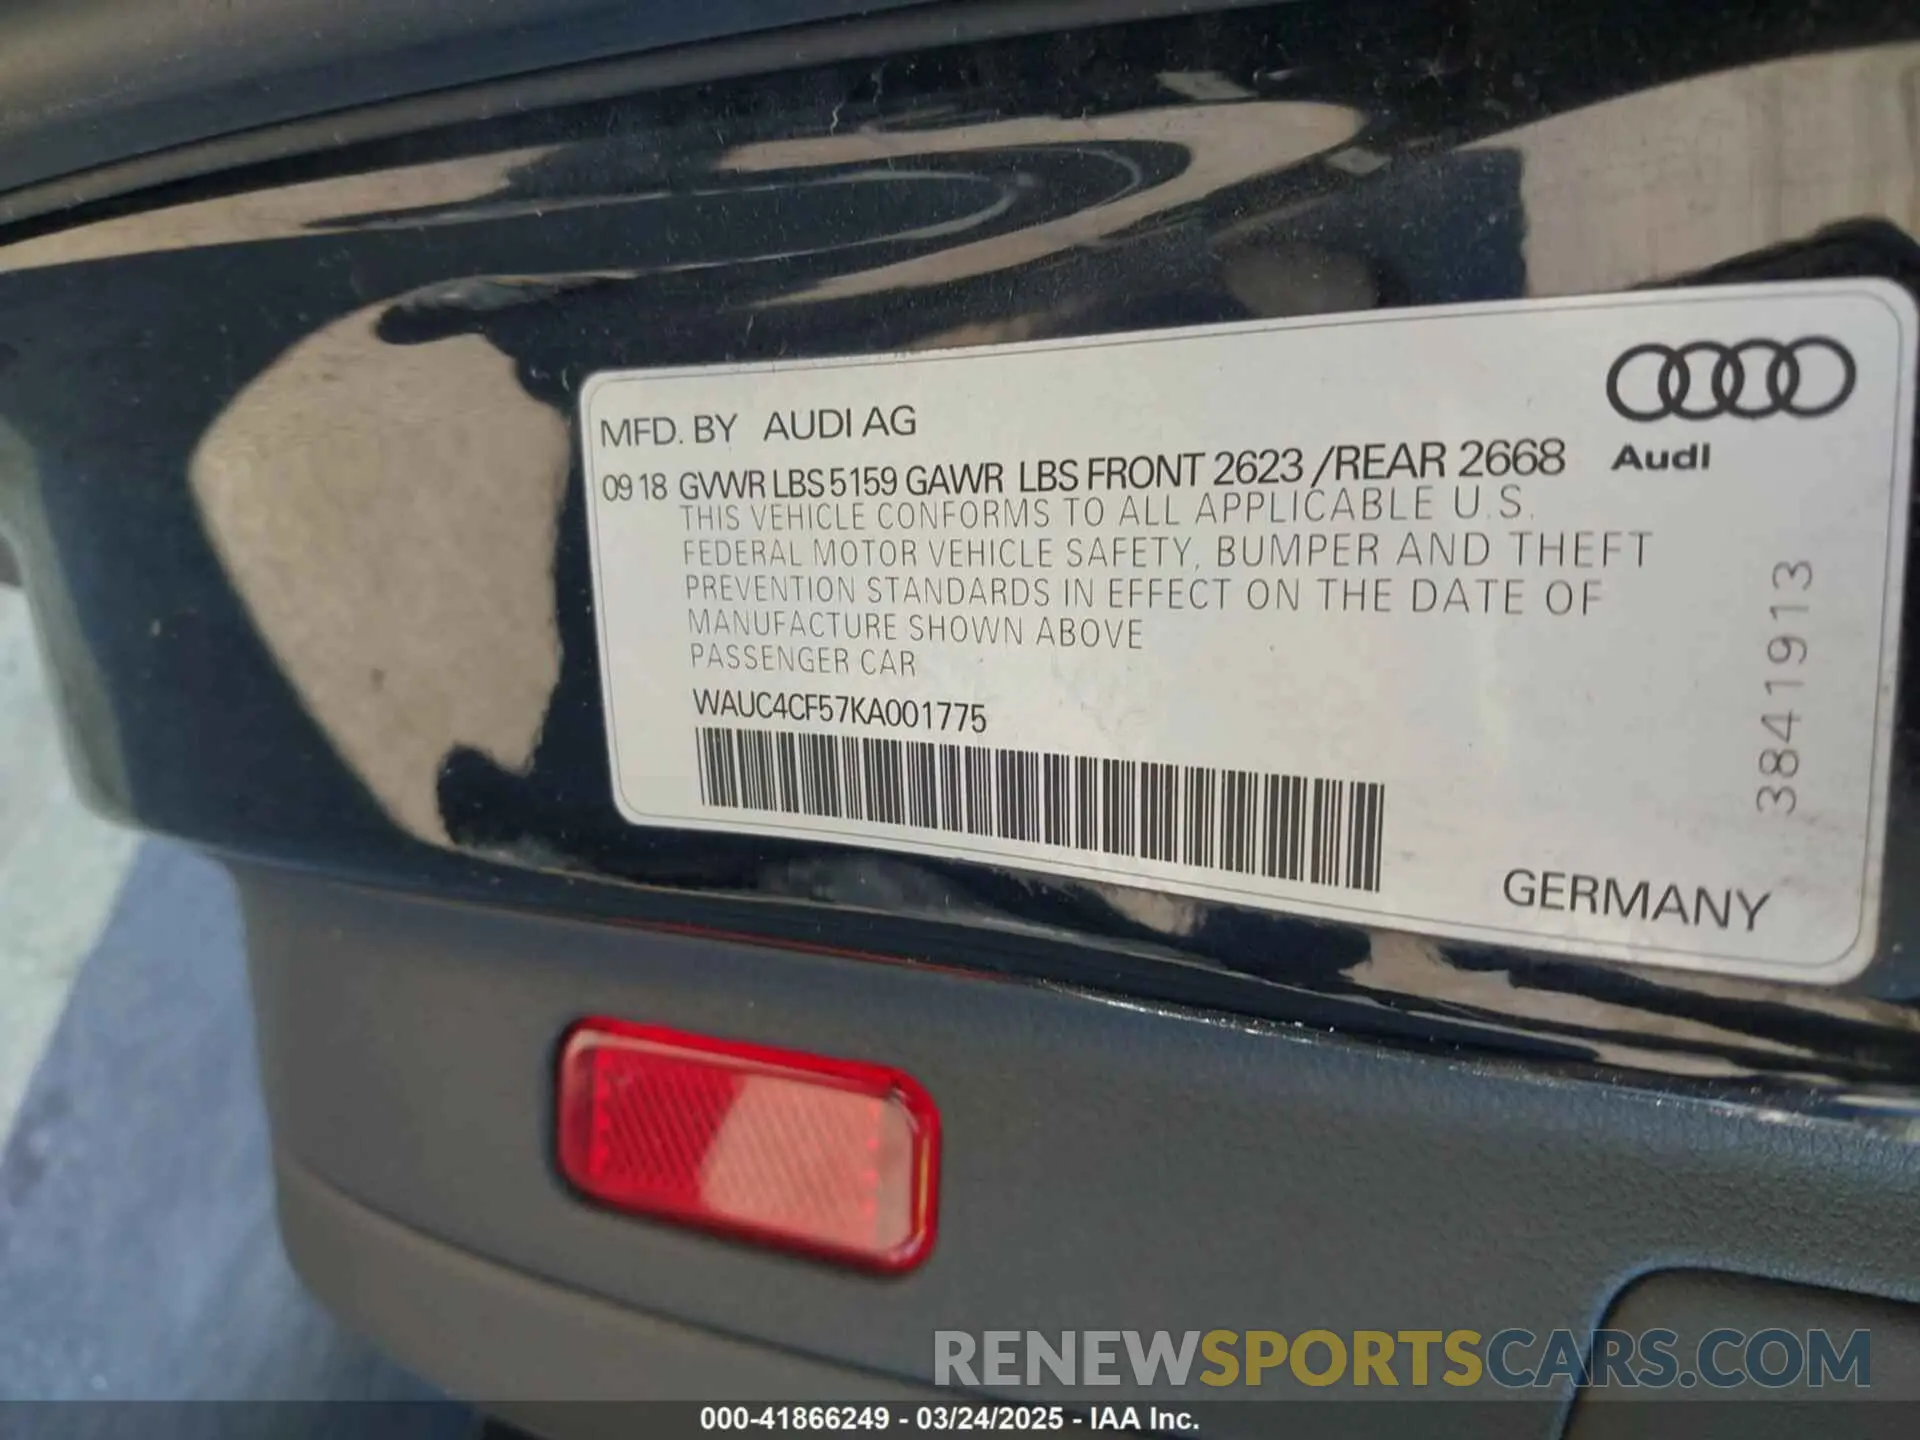 MFD. BY AUDI AG
Audi
09 18 GVWR LBS 5159 GAWR LBS FRONT 2623 /REAR 2668
THIS VEHICLE CONFORMS TO ALL APPLICABLE U.S.
FEDERAL MOTOR VEHICLE SAFETY, BUMPER AND THEFT
PREVENTION STANDARDS IN EFFECT ON THE DATE OF
MANUFACTURE SHOWN ABOVE
PASSENGER CAR
WAUC4CF57KA001775
3841913
GERMANY
RENEWSPORTSCARS.COM
000-41866249 - 03/24/2025 - IAA Inc.